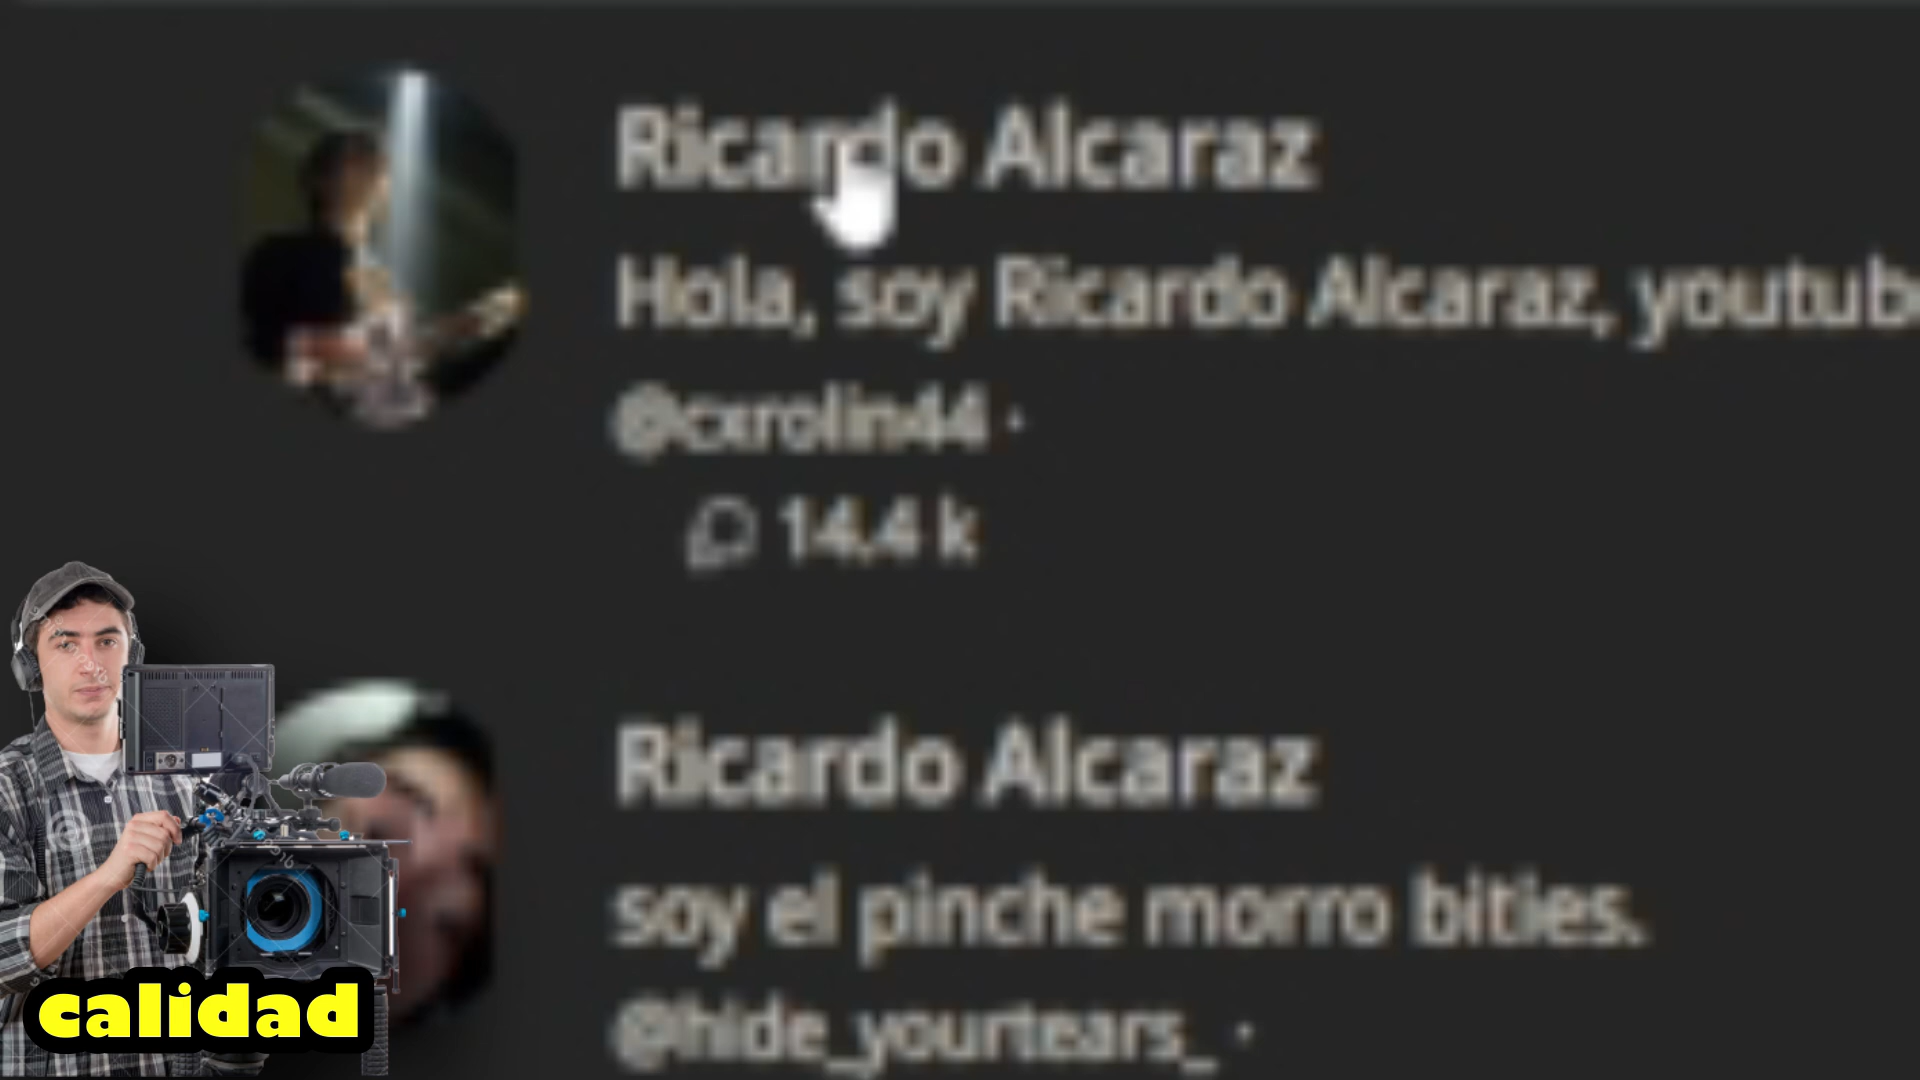 Ricardo Alcaraz
Hola, soy Ricardo Alcaraz, youtub
@cxrolin44 ·
14.4 k
Ricardo Alcaraz
soy el pinche morro bities.
@hide_yourtears_ ·
calidad